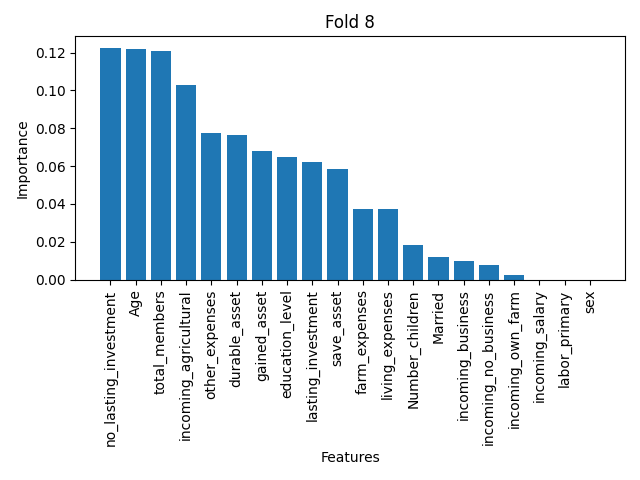 Fold 8
Importance
0.12
0.10
0.08
0.06
0.04
0.02
0.00
no_lasting_investment
Age
total_members
incoming_agricultural
other_expenses
durable_asset
gained_asset
education_level
lasting_investment
save_asset
farm_expenses
living_expenses
Number_children
Married
incoming_business
incoming_no_business
incoming_own_farm
incoming_salary
labor_primary
sex
Features